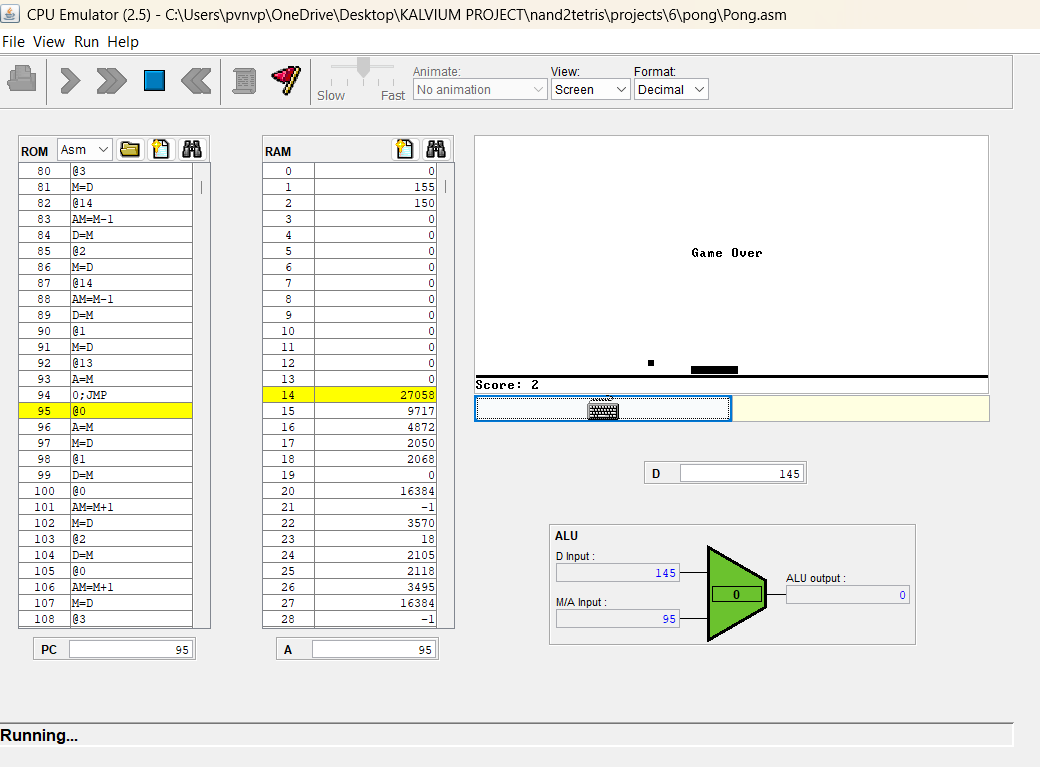 CPU Emulator (2.5) - C:\Users\pvnvp\OneDrive\Desktop\KALVIUM PROJECT\nand2tetris\projects\6\pong\Pong.asm
File View Run Help
Slow Fast
Animate:
No animation
View:
Screen
Format:
Decimal
ROM Asm
80 @3
81 M=D
82 @14
83 AM=M-1
84 D=M
85 @2
86 M=D
87 @14
88 AM=M-1
89 D=M
90 @1
91 M=D
92 @13
93 A=M
94 0;JMP
95 @0
96 A=M
97 M=D
98 @1
99 D=M
100 @0
101 AM=M+1
102 M=D
103 @2
104 D=M
105 @0
106 AM=M+1
107 M=D
108 @3
PC 95
RAM
0 0
1 155
2 150
3 0
4 0
5 0
6 0
7 0
8 0
9 0
10 0
11 0
12 0
13 0
14 27058
15 9717
16 4872
17 2050
18 2068
19 0
20 16384
21 -1
22 3570
23 18
24 2105
25 2118
26 3495
27 16384
28 -1
A 95
Game Over
Score: 2
D 145
ALU
D Input :
145
M/A Input :
95
0
ALU output :
0
Running...